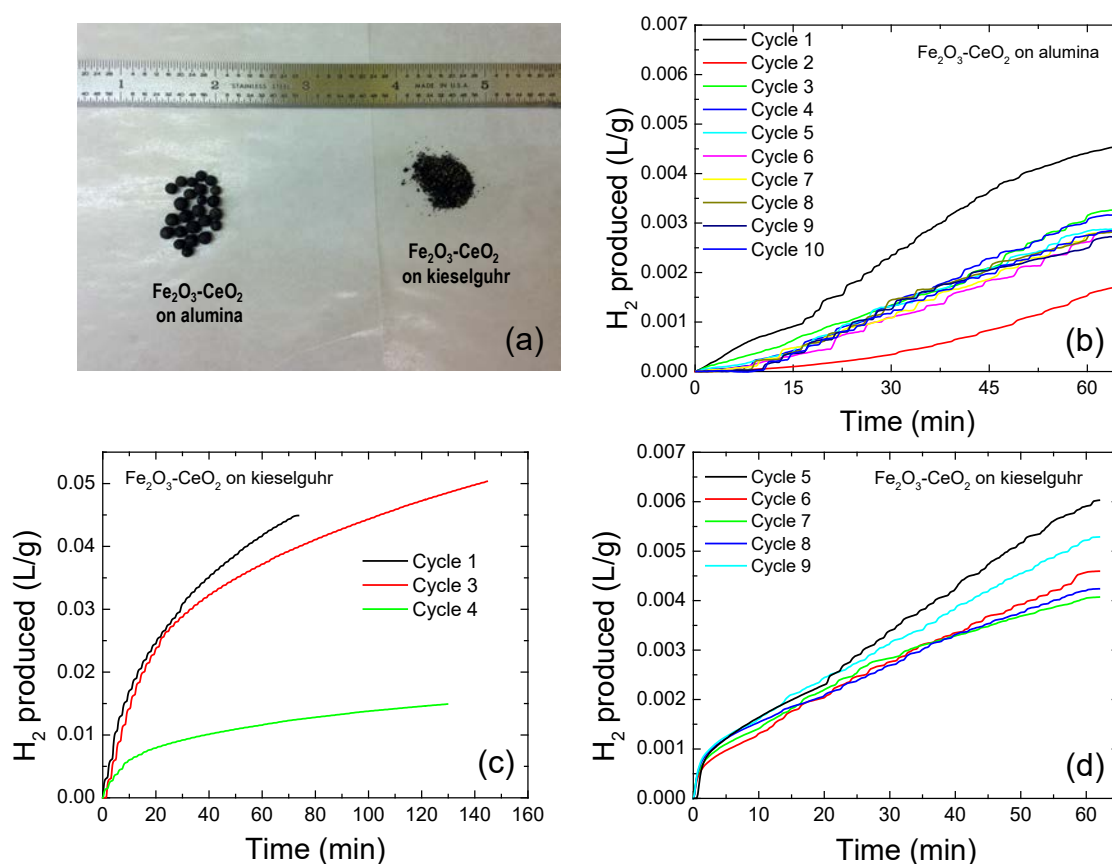 1 2 3 4 5
STAINLESS STEEL MADE IN U.S.A.
Fe₂O₃-CeO₂
on alumina
Fe₂O₃-CeO₂
on kieselguhr
(a)
0.007
0.006
0.005
0.004
0.003
0.002
0.001
0.000
H₂ produced (L/g)
Cycle 1
Cycle 2
Cycle 3
Cycle 4
Cycle 5
Cycle 6
Cycle 7
Cycle 8
Cycle 9
Cycle 10
Fe₂O₃-CeO₂ on alumina
(b)
0 15 30 45 60
Time (min)
0.05
0.04
0.03
0.02
0.01
0.00
H₂ produced (L/g)
Fe₂O₃-CeO₂ on kieselguhr
Cycle 1
Cycle 3
Cycle 4
(c)
0 20 40 60 80 100 120 140 160
Time (min)
0.007
0.006
0.005
0.004
0.003
0.002
0.001
0.000
H₂ produced (L/g)
Cycle 5
Cycle 6
Cycle 7
Cycle 8
Cycle 9
Fe₂O₃-CeO₂ on kieselguhr
(d)
0 10 20 30 40 50 60
Time (min)